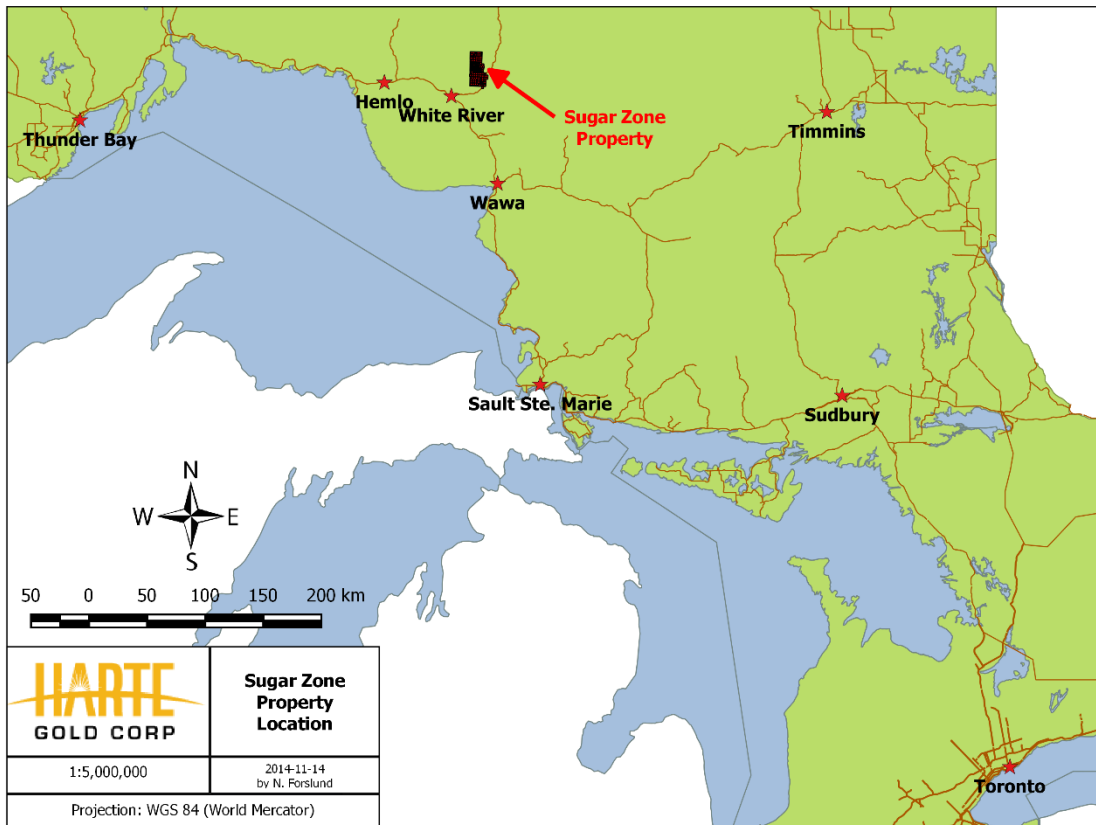 Hemlo
White River
Thunder Bay
Sugar Zone
Property
Timmins
Wawa
Sault Ste. Marie
Sudbury
N
W E
S
50 0 50 100 150 200 km
HARTE
GOLD CORP
Sugar Zone
Property
Location
1:5,000,000
2014-11-14
by N. Forslund
Projection: WGS 84 (World Mercator)
Toronto